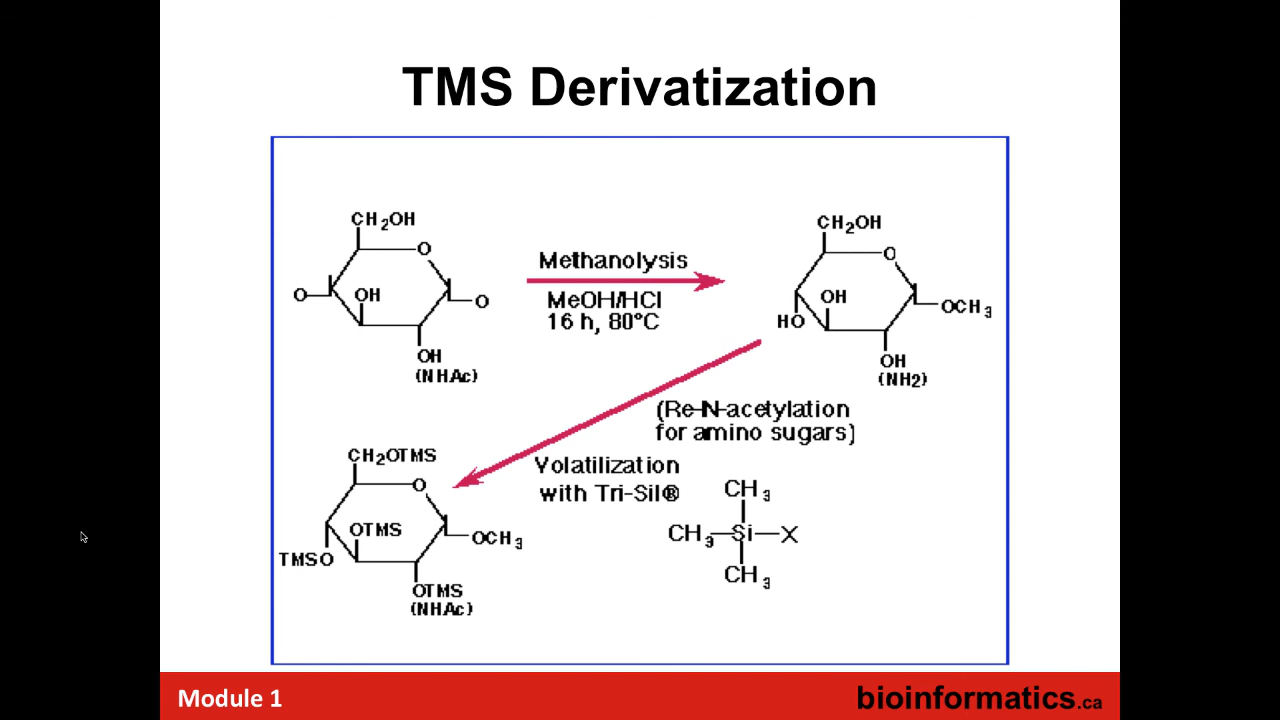 TMS Derivatization
CH2OH
O
O
OH
O
OH
(NHAc)
Methanolysis
MeOH/HCl
16 h, 80°C
CH2OH
O
OH
HO
OCH3
OH
(NH2)
(Re-N-acetylation
for amino sugars)
Volatilization
with Tri-Sil®
CH2OTMS
O
OTMS
OCH3
TMSO
OTMS
(NHAc)
CH3
CH3—Si—X
CH3
Module 1
bioinformatics.ca